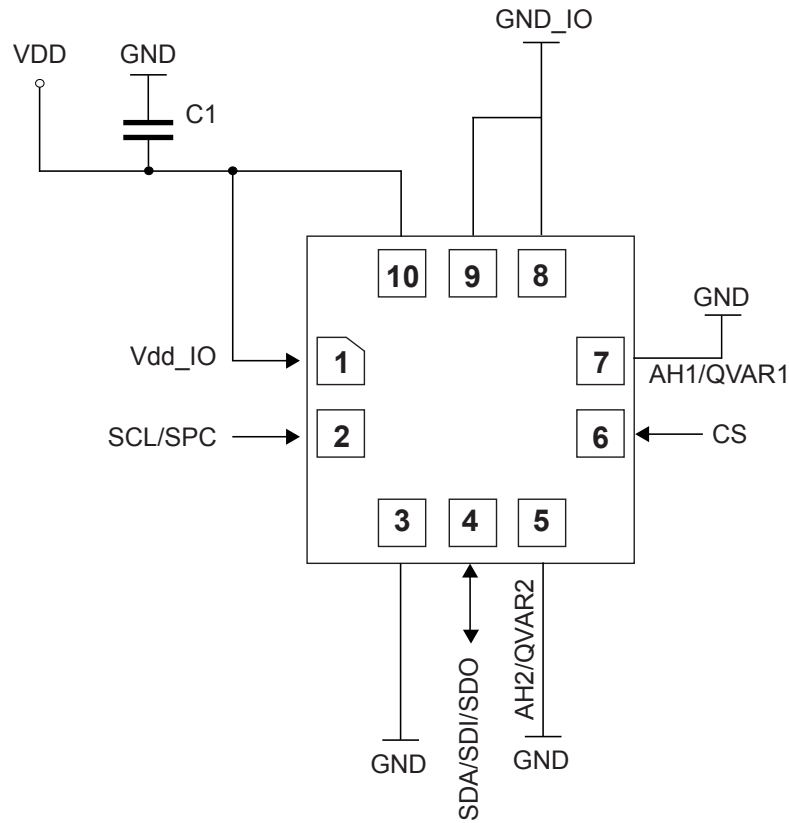 GND_IO
VDD
GND
C1
10
9
8
GND
Vdd_IO
1
7
AH1/QVAR1
SCL/SPC
2
6
CS
3
4
5
SDA/SDI/SDO
AH2/QVAR2
GND
GND